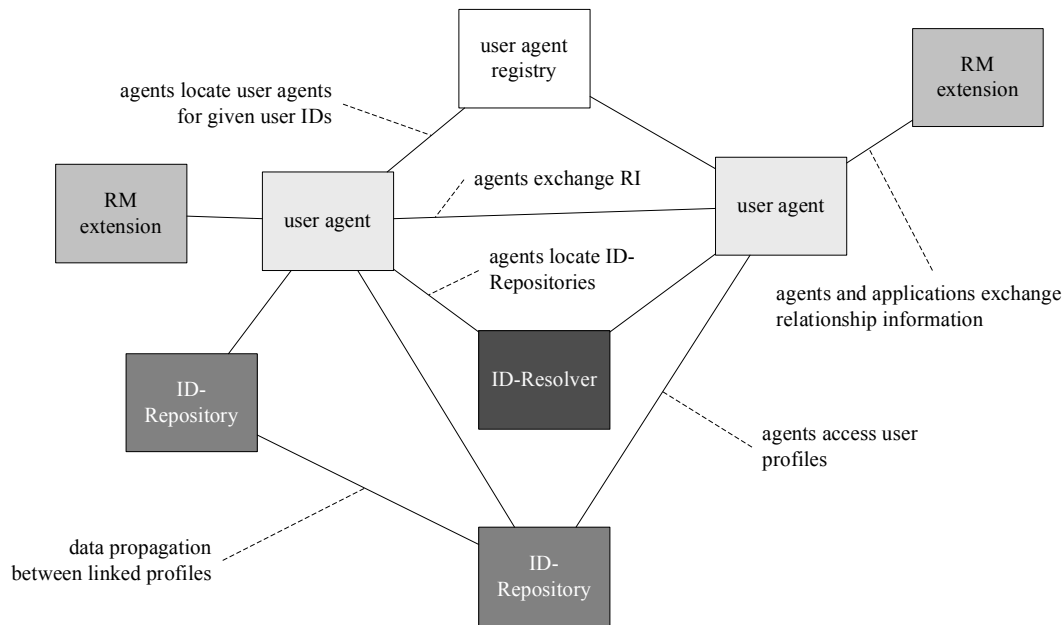 user agent
registry
RM
extension
agents locate user agents
for given user IDs
RM
extension
user agent
agents exchange RI
user agent
agents locate ID-
Repositories
agents and applications exchange
relationship information
ID-
Repository
ID-Resolver
agents access user
profiles
data propagation
between linked profiles
ID-
Repository